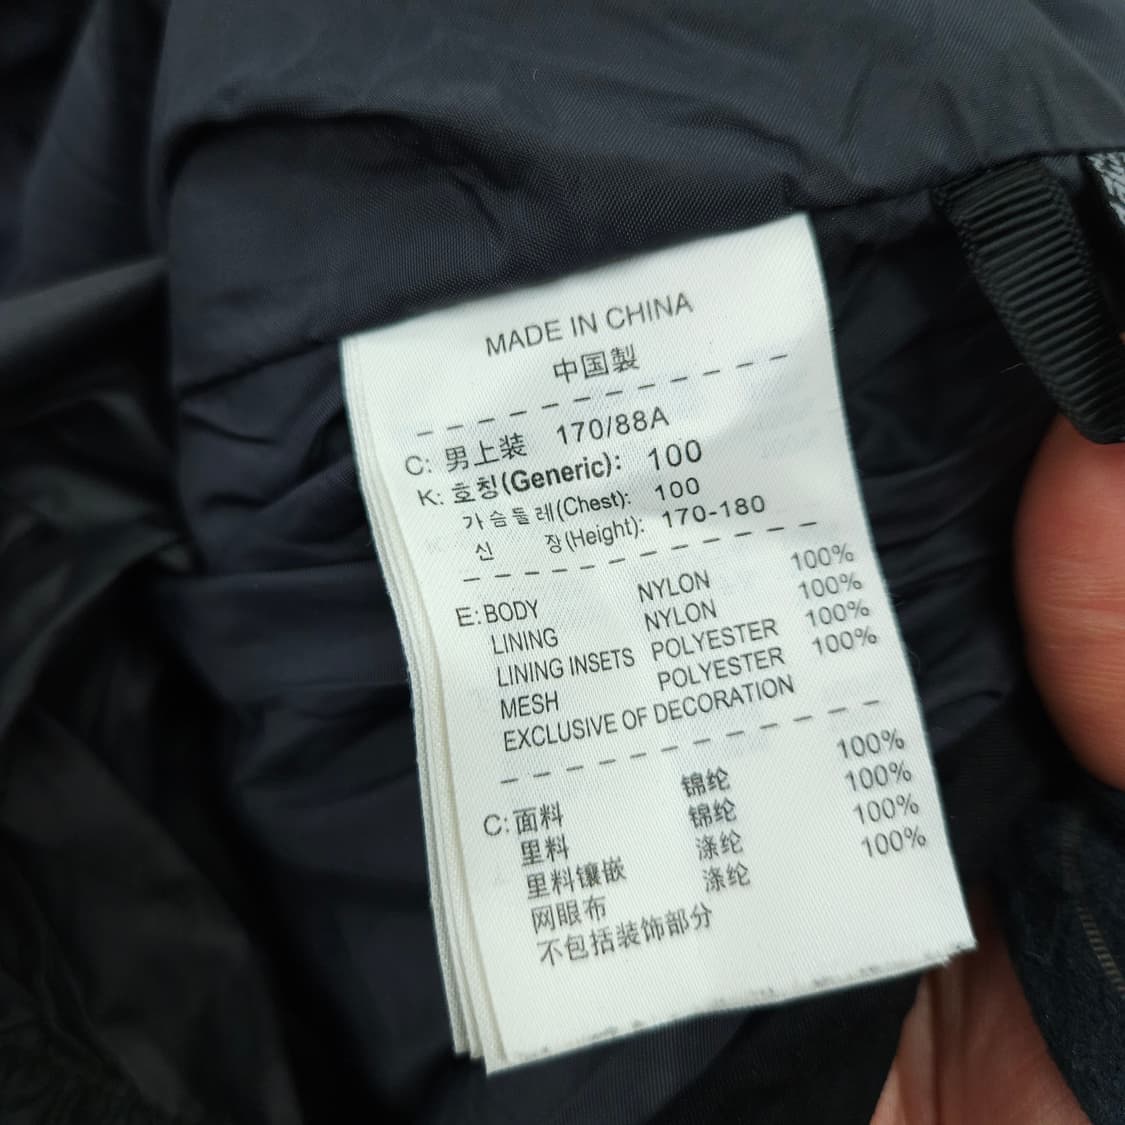 MADE IN CHINA
中国製
C: 男上装 170/88A
K: 호칭(Generic): 100
가슴둘레(Chest): 100
신 장(Height): 170-180
E: BODY NYLON 100%
LINING NYLON 100%
LINING INSETS POLYESTER 100%
MESH POLYESTER 100%
EXCLUSIVE OF DECORATION
C: 面料 锦纶 100%
里料 锦纶 100%
里料镶嵌 涤纶 100%
网眼布 涤纶 100%
不包括装饰部分